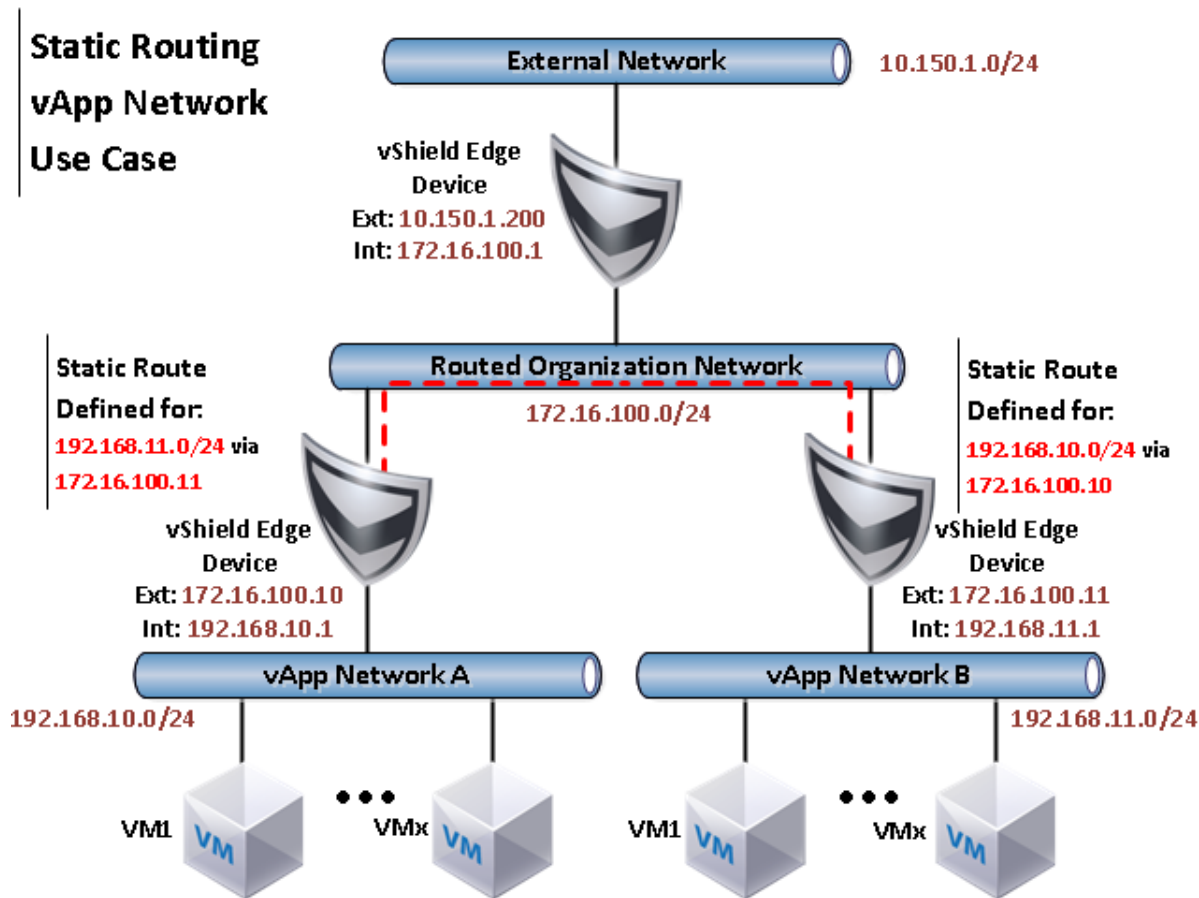 Static Routing
vApp Network
Use Case
External Network
10.150.1.0/24
vShield Edge
Device
Ext: 10.150.1.200
Int: 172.16.100.1
Static Route
Defined for:
192.168.11.0/24 via
172.16.100.11
Routed Organization Network
172.16.100.0/24
Static Route
Defined for:
192.168.10.0/24 via
172.16.100.10
vShield Edge
Device
Ext: 172.16.100.10
Int: 192.168.10.1
vShield Edge
Device
Ext: 172.16.100.11
Int: 192.168.11.1
vApp Network A
vApp Network B
192.168.10.0/24
192.168.11.0/24
VM1
VM
VMx
VM
VM1
VM
VMx
VM